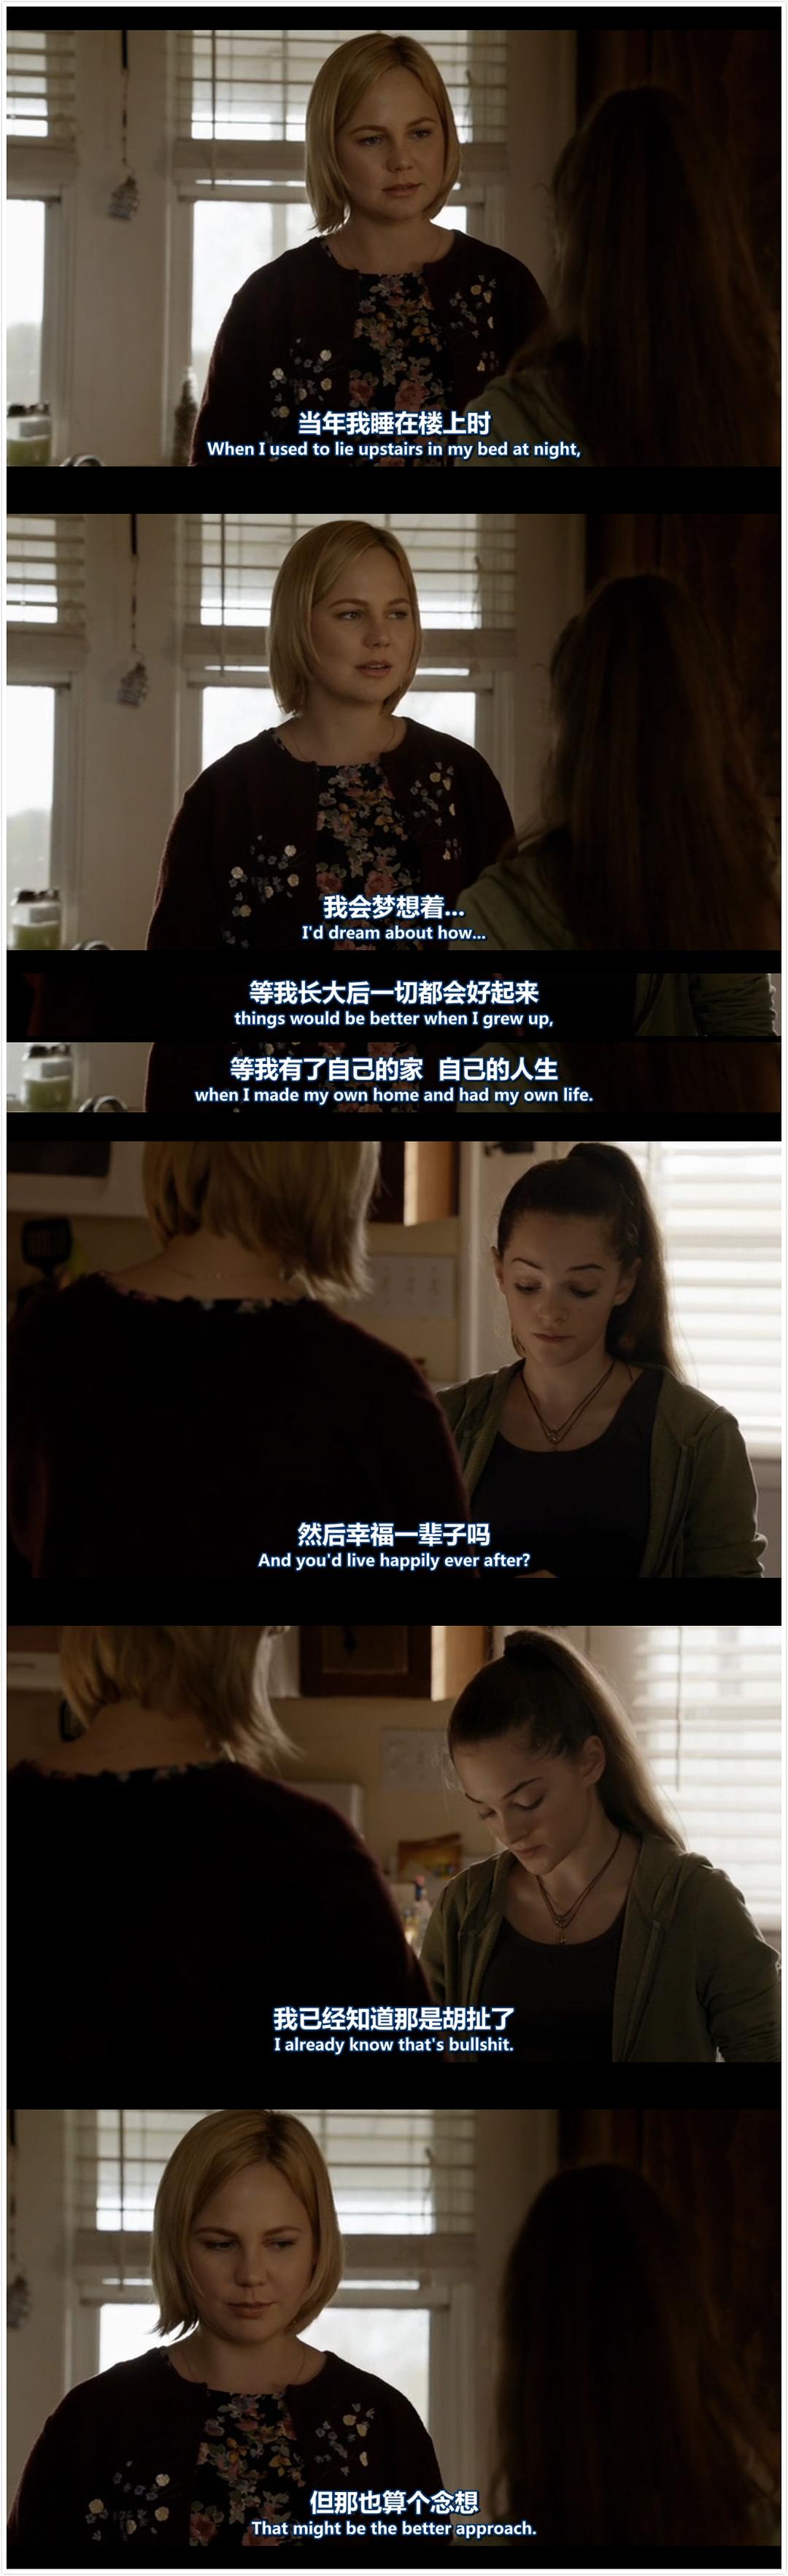 当年我睡在楼上时
When I used to lie upstairs in my bed at night,
我会梦想着...
I'd dream about how...
等我长大后一切都会好起来
things would be better when I grew up,
等我有了自己的家 自己的人生
when I made my own home and had my own life.
然后幸福一辈子吗
And you'd live happily ever after?
我已经知道那是胡扯了
I already know that's bullshit.
但那也算个念想
That might be the better approach.